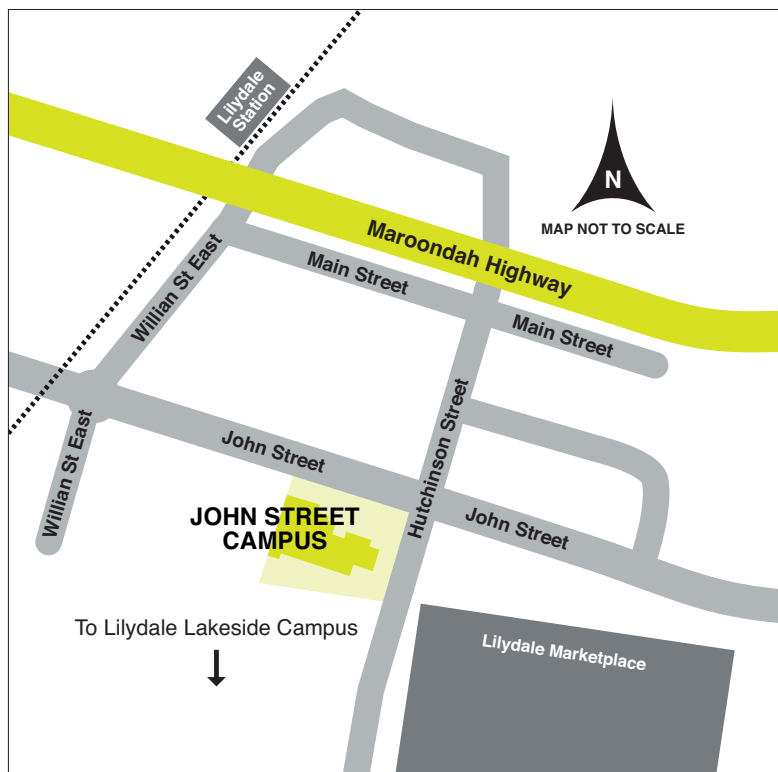 Lilydale
Station
N
MAP NOT TO SCALE
Maroondah Highway
Main Street
Main Street
Willian St East
Willian St East
Hutchinson Street
John Street
John Street
JOHN STREET
CAMPUS
To Lilydale Lakeside Campus
Lilydale Marketplace